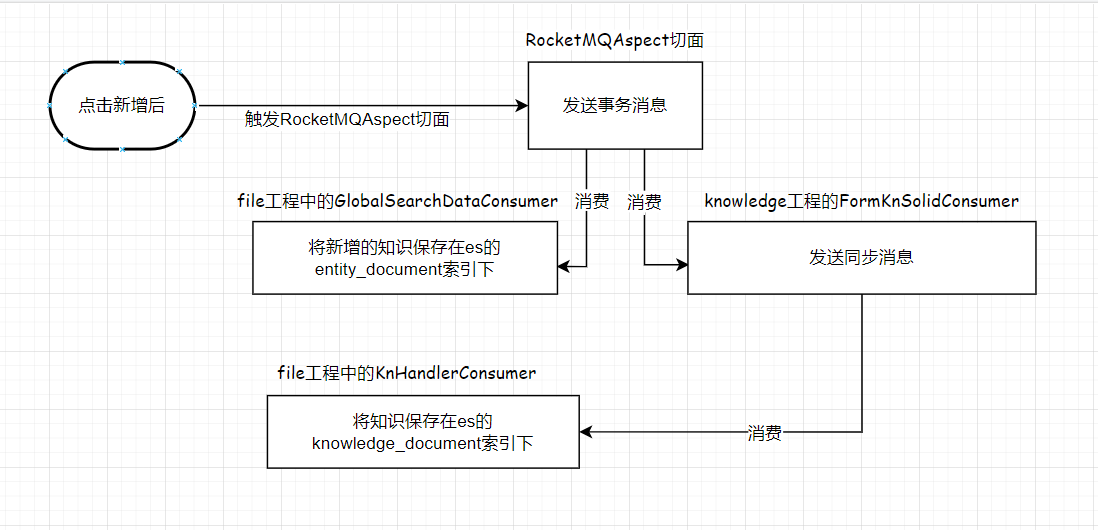 RocketMQAspect切面
点击新增后
发送事务消息
触发RocketMQAspect切面
file工程中的GlobalSearchDataConsumer
消费
消费
knowledge工程的FormKnSolidConsumer
将新增的知识保存在es的
entity_document索引下
发送同步消息
file工程中的KnHandlerConsumer
将知识保存在es的
knowledge_document索引下
消费